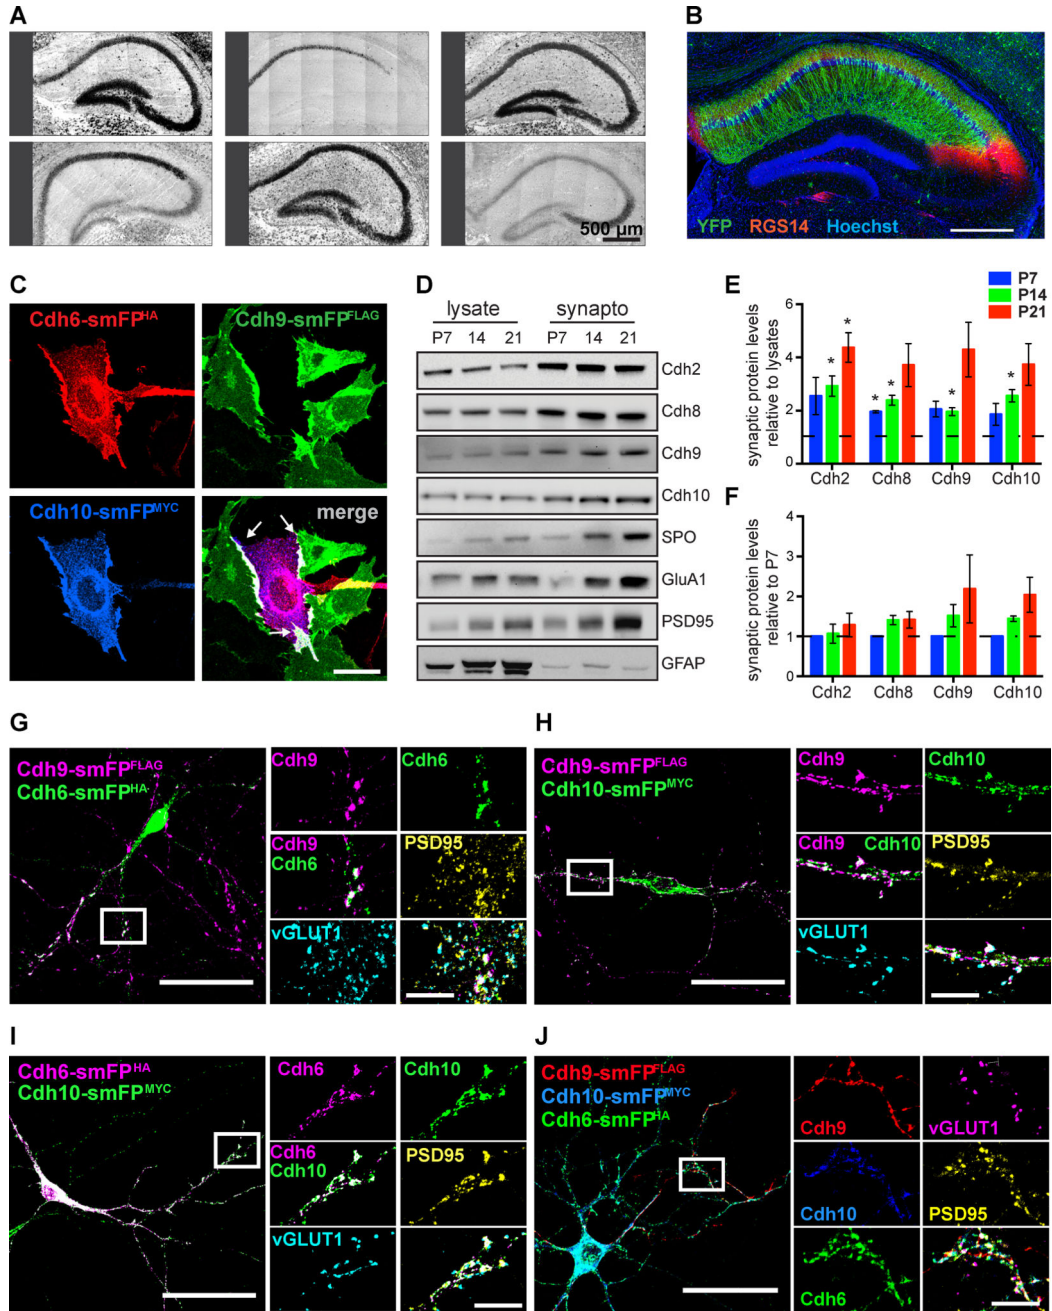 A
500 µm
B
YFP RGS14 Hoechst
C
Cdh6-smFP^HA
Cdh9-smFP^FLAG
Cdh10-smFP^MYC
merge
D
lysate synapto
P7 14 21 P7 14 21
Cdh2
Cdh8
Cdh9
Cdh10
SPO
GluA1
PSD95
GFAP
E
P7
P14
P21
synaptic protein levels
relative to lysates
6
4
2
0
* * * * * *
Cdh2 Cdh8 Cdh9 Cdh10
F
synaptic protein levels
relative to P7
4
3
2
1
0
Cdh2 Cdh8 Cdh9 Cdh10
G
Cdh9-smFP^FLAG
Cdh6-smFP^HA
Cdh9
Cdh6
Cdh9
Cdh6
PSD95
vGLUT1
H
Cdh9-smFP^FLAG
Cdh10-smFP^MYC
Cdh9
Cdh10
Cdh9
Cdh10
PSD95
vGLUT1
I
Cdh6-smFP^HA
Cdh10-smFP^MYC
Cdh6
Cdh10
Cdh6
Cdh10
PSD95
vGLUT1
J
Cdh9-smFP^FLAG
Cdh10-smFP^MYC
Cdh6-smFP^HA
Cdh9
vGLUT1
Cdh10
PSD95
Cdh6